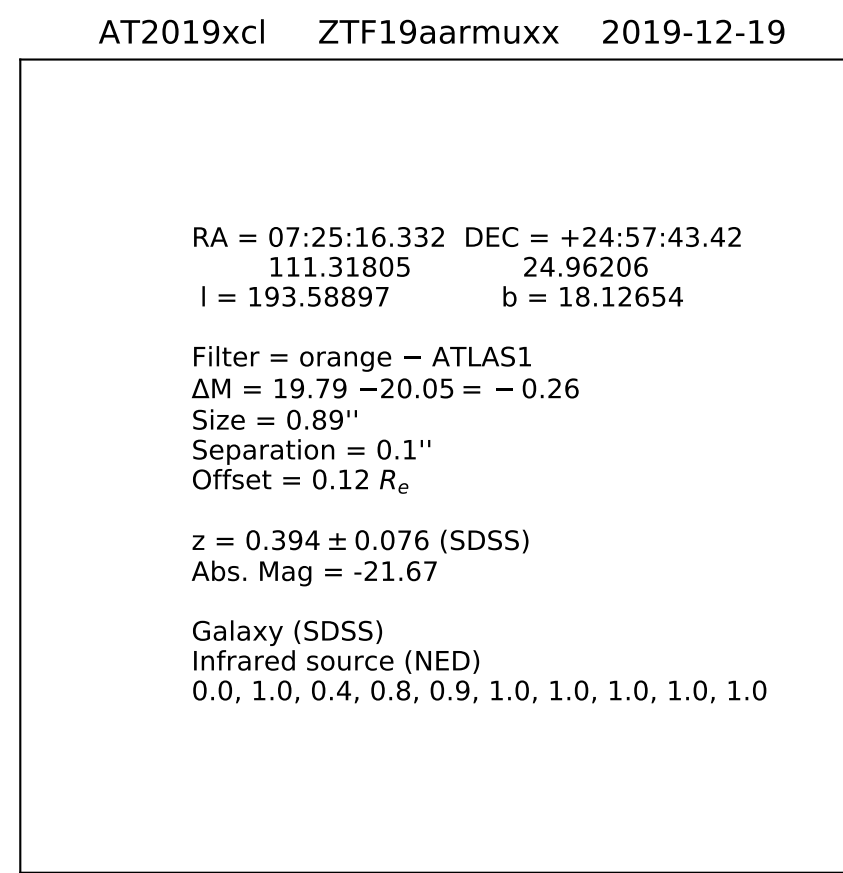 AT2019xcl ZTF19aarmuxx 2019-12-19
RA = 07:25:16.332 DEC = +24:57:43.42
111.31805 24.96206
l = 193.58897 b = 18.12654
Filter = orange − ATLAS1
ΔM = 19.79 −20.05 = − 0.26
Size = 0.89''
Separation = 0.1''
Offset = 0.12 Re
z = 0.394 ± 0.076 (SDSS)
Abs. Mag = -21.67
Galaxy (SDSS)
Infrared source (NED)
0.0, 1.0, 0.4, 0.8, 0.9, 1.0, 1.0, 1.0, 1.0, 1.0